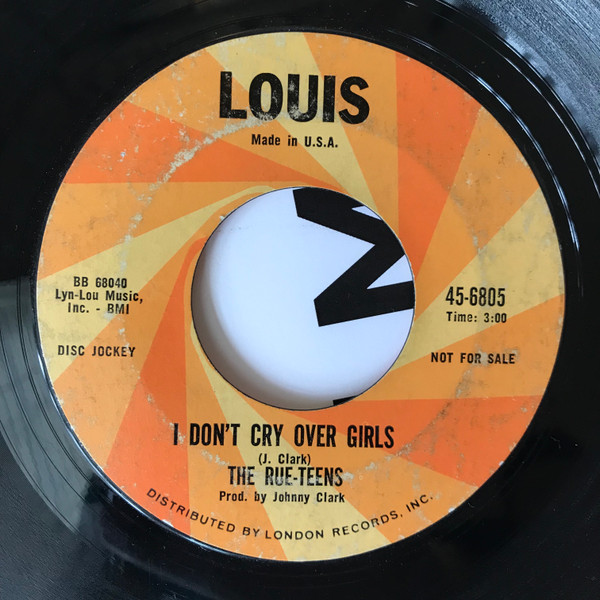 LOUIS
Made in U.S.A.
BB 68040
Lyn-Lou Music,
Inc. - BMI
45-6805
Time: 3:00
DISC JOCKEY
NOT FOR SALE
I DON'T CRY OVER GIRLS
(J. Clark)
THE RUE-TEENS
Prod. by Johnny Clark
DISTRIBUTED BY LONDON RECORDS, INC.